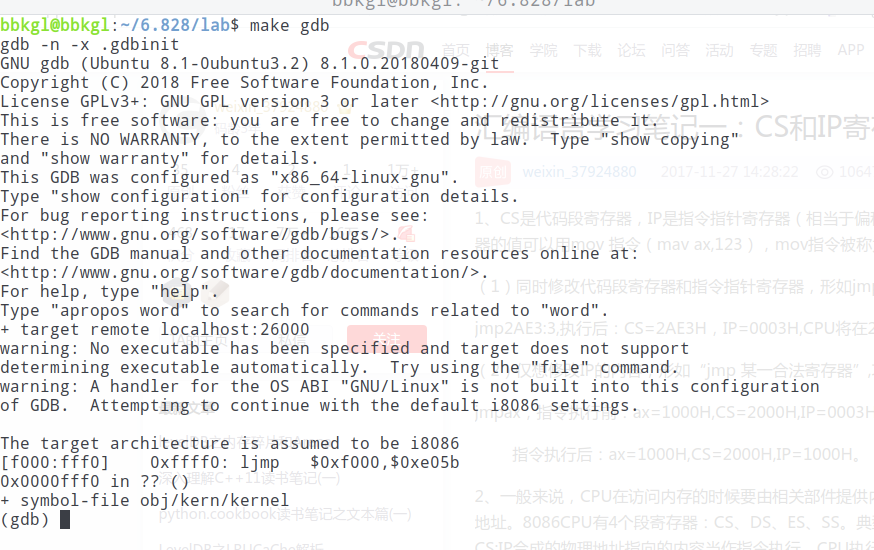 bbkgl@bbkgl: ~/6.828/lab
bbkgl@bbkgl:~/6.828/lab$ make gdb
gdb -n -x .gdbinit
GNU gdb (Ubuntu 8.1-0ubuntu3.2) 8.1.0.20180409-git
Copyright (C) 2018 Free Software Foundation, Inc.
License GPLv3+: GNU GPL version 3 or later <http://gnu.org/licenses/gpl.html>
This is free software: you are free to change and redistribute it.
There is NO WARRANTY, to the extent permitted by law.  Type "show copying"
and "show warranty" for details.
This GDB was configured as "x86_64-linux-gnu".
Type "show configuration" for configuration details.
For bug reporting instructions, please see:
<http://www.gnu.org/software/gdb/bugs/>.
Find the GDB manual and other documentation resources online at:
<http://www.gnu.org/software/gdb/documentation/>.
For help, type "help".
Type "apropos word" to search for commands related to "word".
+ target remote localhost:26000
warning: No executable has been specified and target does not support
determining executable automatically.  Try using the "file" command.
warning: A handler for the OS ABI "GNU/Linux" is not built into this configuration
of GDB.  Attempting to continue with the default i8086 settings.
The target architecture is assumed to be i8086
[f000:fff0]    0xffff0: ljmp   $0xf000,$0xe05b
0x0000fff0 in ?? ()
+ symbol-file obj/kern/kernel
(gdb)
CSDN 首页 博客 学院 下载 论坛 问答 活动 专题 招聘 APP
汇编语言学习笔记一：CS和IP寄存
原创 weixin_37924880 2017-11-27 14:28:22
1、CS是代码段寄存器，IP是指令指针寄存器（相当于偏移
器的值可以用mov 指令（mav ax,123），mov指令被称
（1）同时修改代码段寄存器和指令指针寄存器，形如jmp
jmp2AE3:3,执行后：CS=2AE3H，IP=0003H,CPU将在2
“jmp 某一合法寄存器”
jmpax，指令执行前：ax=1000H,CS=2000H,IP=0003H
指令执行后：ax=1000H,CS=2000H,IP=1000H。
2、一般来说，CPU在访问内存的时候要由相关部件提供内
地址。8086CPU有4个段寄存器：CS、DS、ES、SS。
CS:IP合成的物理地址指向的内容当作指令执行
关注
深入理解C++11读书笔记(一)
python.cookbook读书笔记之文本篇(一)
LevelDB之LRUCache解析